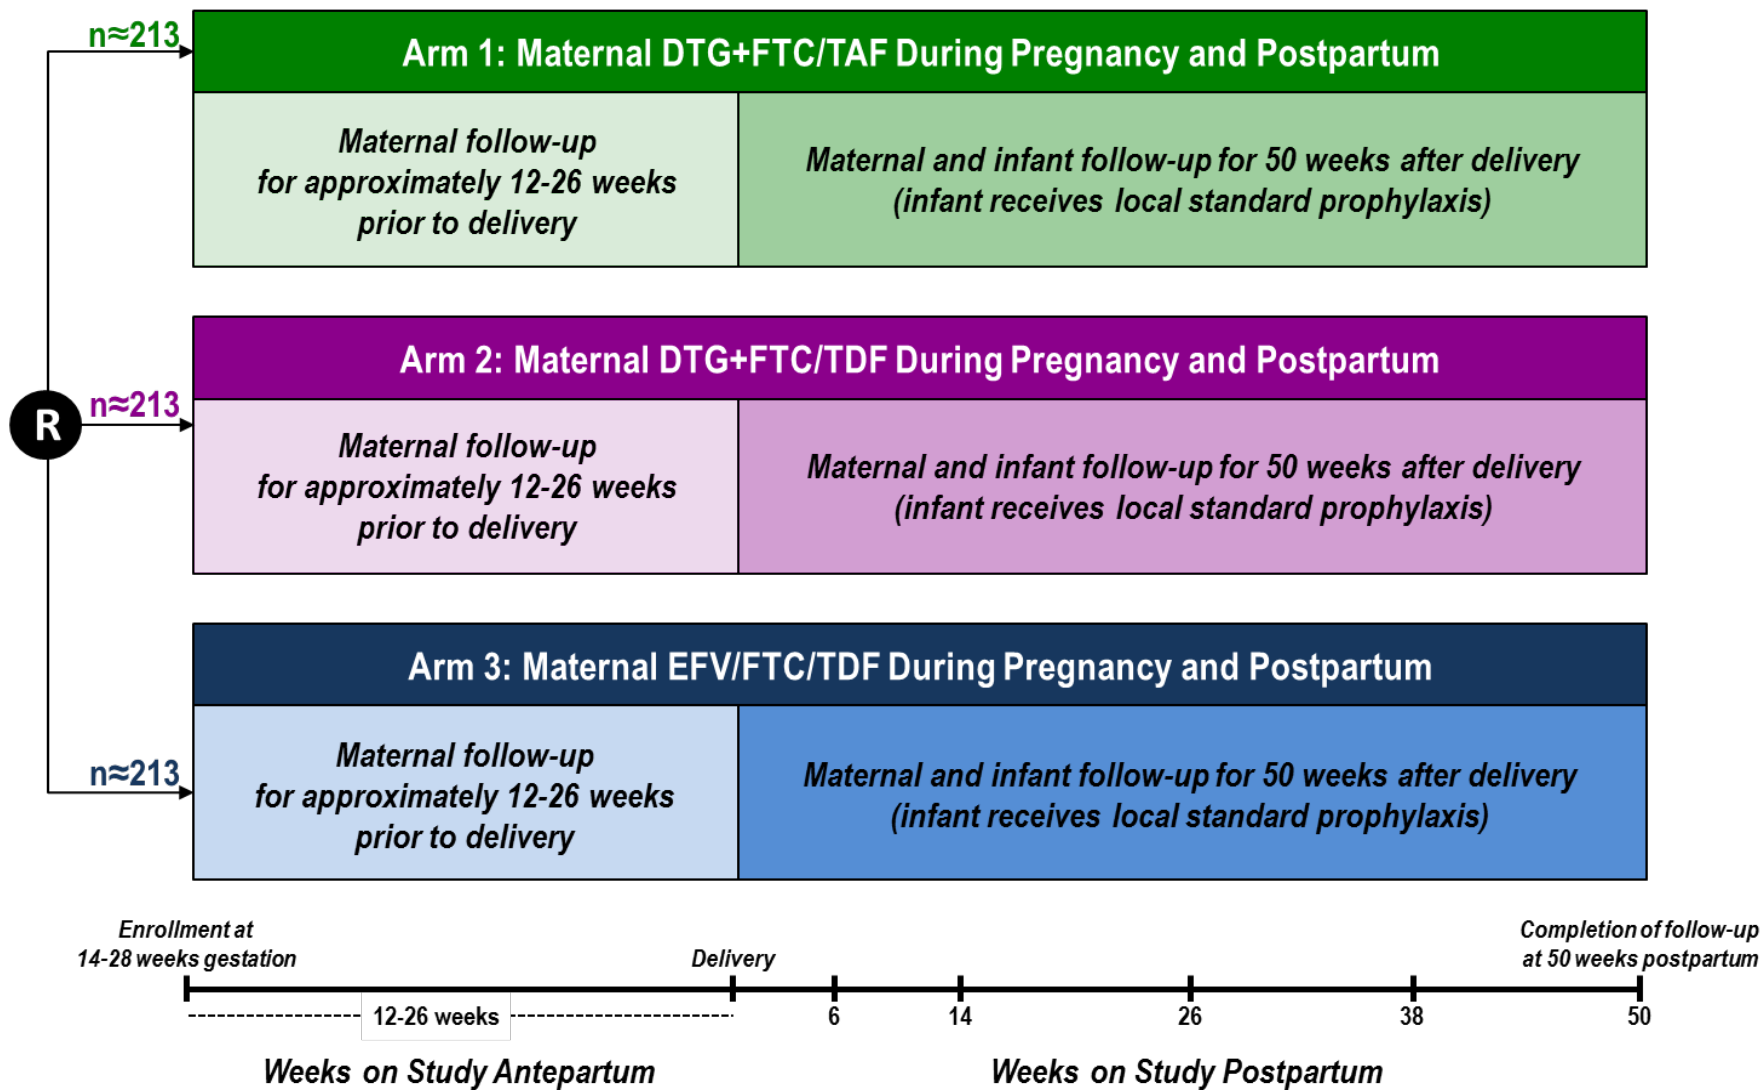 n≈213
Arm 1: Maternal DTG+FTC/TAF During Pregnancy and Postpartum
Maternal follow-up
for approximately 12-26 weeks
prior to delivery
Maternal and infant follow-up for 50 weeks after delivery
(infant receives local standard prophylaxis)
R
n≈213
Arm 2: Maternal DTG+FTC/TDF During Pregnancy and Postpartum
Maternal follow-up
for approximately 12-26 weeks
prior to delivery
Maternal and infant follow-up for 50 weeks after delivery
(infant receives local standard prophylaxis)
n≈213
Arm 3: Maternal EFV/FTC/TDF During Pregnancy and Postpartum
Maternal follow-up
for approximately 12-26 weeks
prior to delivery
Maternal and infant follow-up for 50 weeks after delivery
(infant receives local standard prophylaxis)
Enrollment at
14-28 weeks gestation
Delivery
Completion of follow-up
at 50 weeks postpartum
12-26 weeks
6
14
26
38
50
Weeks on Study Antepartum
Weeks on Study Postpartum